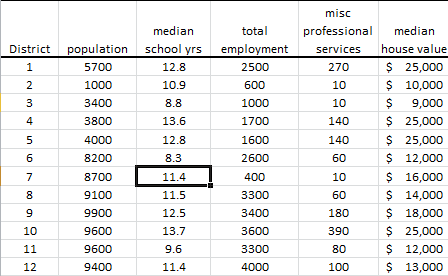 misc
median total professional median
District population school yrs employment services house value
1 5700 12.8 2500 270 $ 25,000
2 1000 10.9 600 10 $ 10,000
3 3400 8.8 1000 10 $ 9,000
4 3800 13.6 1700 140 $ 25,000
5 4000 12.8 1600 140 $ 25,000
6 8200 8.3 2600 60 $ 12,000
7 8700 11.4 400 10 $ 16,000
8 9100 11.5 3300 60 $ 14,000
9 9900 12.5 3400 180 $ 18,000
10 9600 13.7 3600 390 $ 25,000
11 9600 9.6 3300 80 $ 12,000
12 9400 11.4 4000 100 $ 13,000